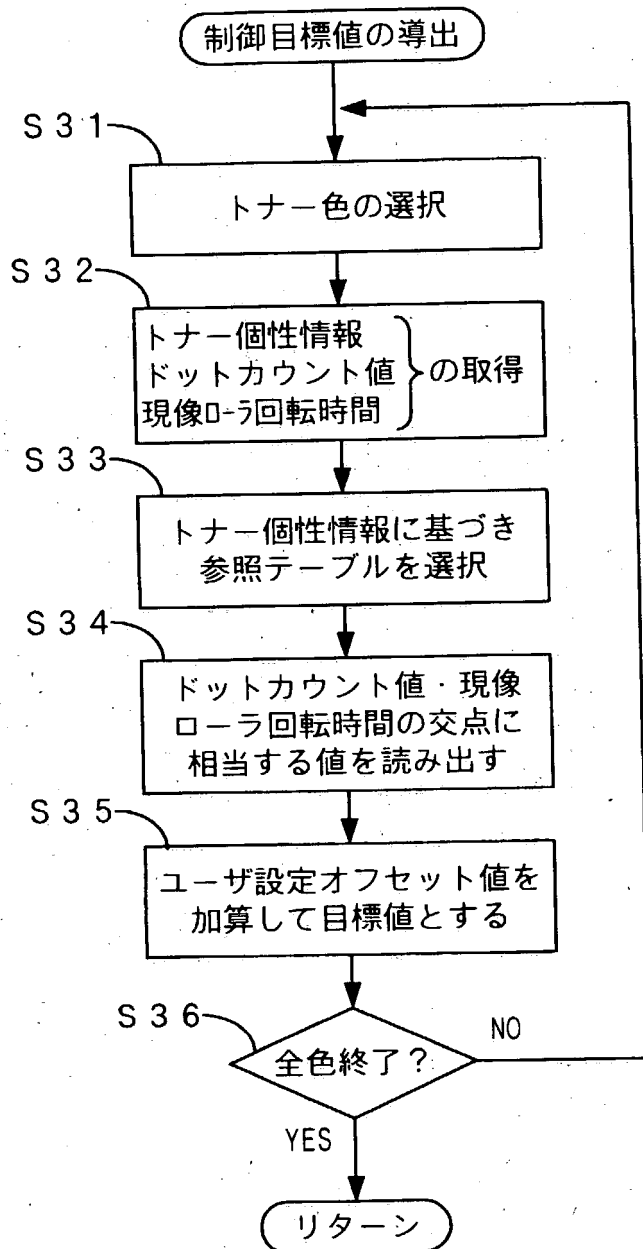 制御目標値の導出
S31
トナー色の選択
S32
トナー個性情報
ドットカウント値
現像ローラ回転時間
の取得
S33
トナー個性情報に基づき
参照テーブルを選択
S34
ドットカウント値・現像
ローラ回転時間の交点に
相当する値を読み出す
S35
ユーザ設定オフセット値を
加算して目標値とする
S36
全色終了?
NO
YES
リターン